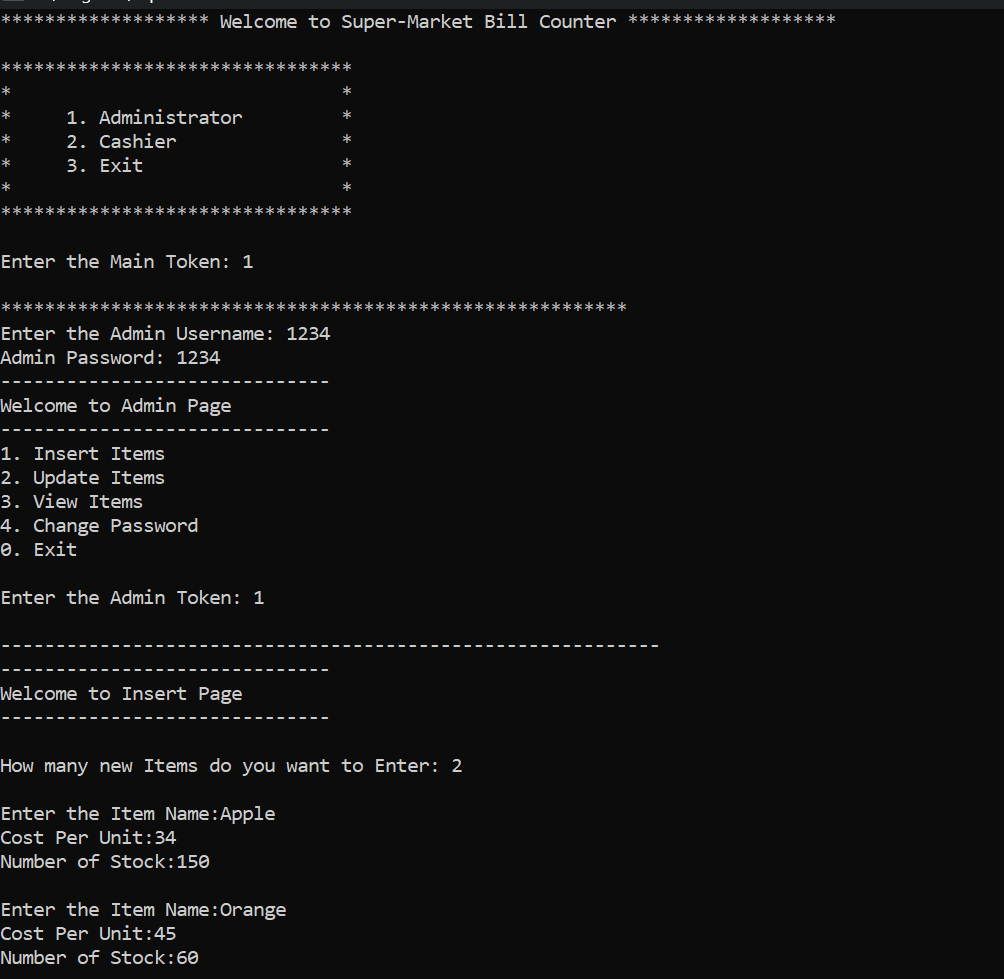 ******************* Welcome to Super-Market Bill Counter *******************
********************************
*                              *
*     1. Administrator         *
*     2. Cashier               *
*     3. Exit                  *
*                              *
********************************
Enter the Main Token: 1
*********************************************************
Enter the Admin Username: 1234
Admin Password: 1234
------------------------------
Welcome to Admin Page
------------------------------
1. Insert Items
2. Update Items
3. View Items
4. Change Password
0. Exit
Enter the Admin Token: 1
------------------------------------------------------------
------------------------------
Welcome to Insert Page
------------------------------
How many new Items do you want to Enter: 2
Enter the Item Name:Apple
Cost Per Unit:34
Number of Stock:150
Enter the Item Name:Orange
Cost Per Unit:45
Number of Stock:60